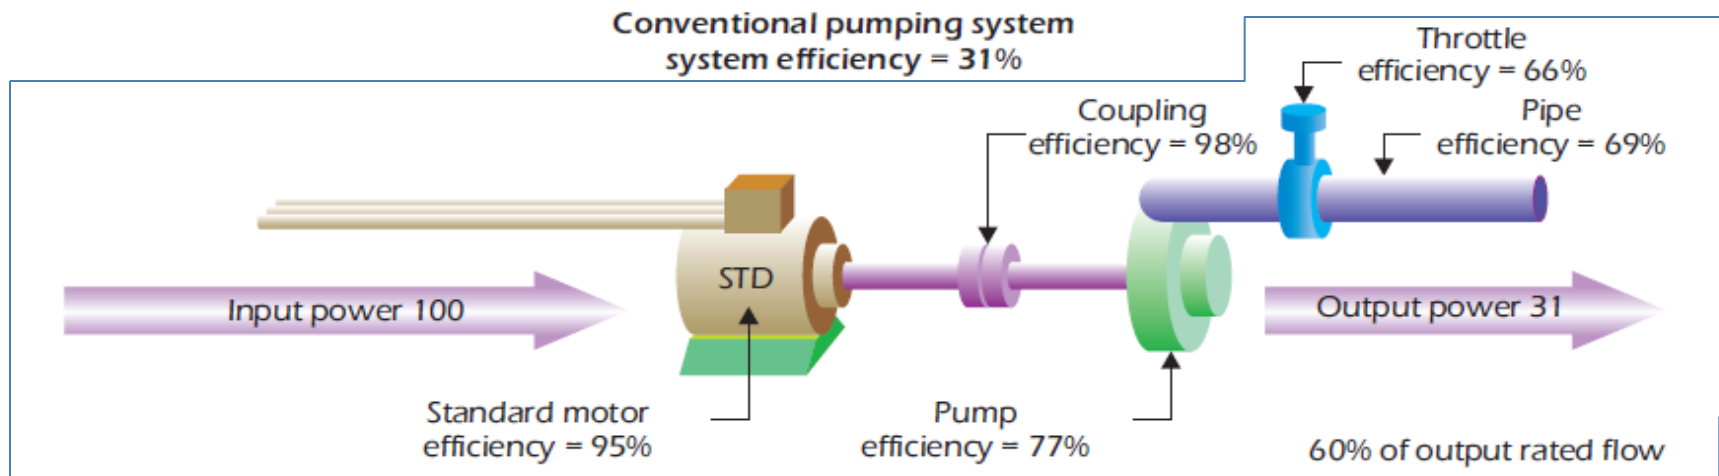 Conventional pumping system
system efficiency = 31%
Throttle
efficiency = 66%
Coupling
efficiency = 98%
Pipe
efficiency = 69%
STD
Input power 100
Output power 31
Standard motor
efficiency = 95%
Pump
efficiency = 77%
60% of output rated flow